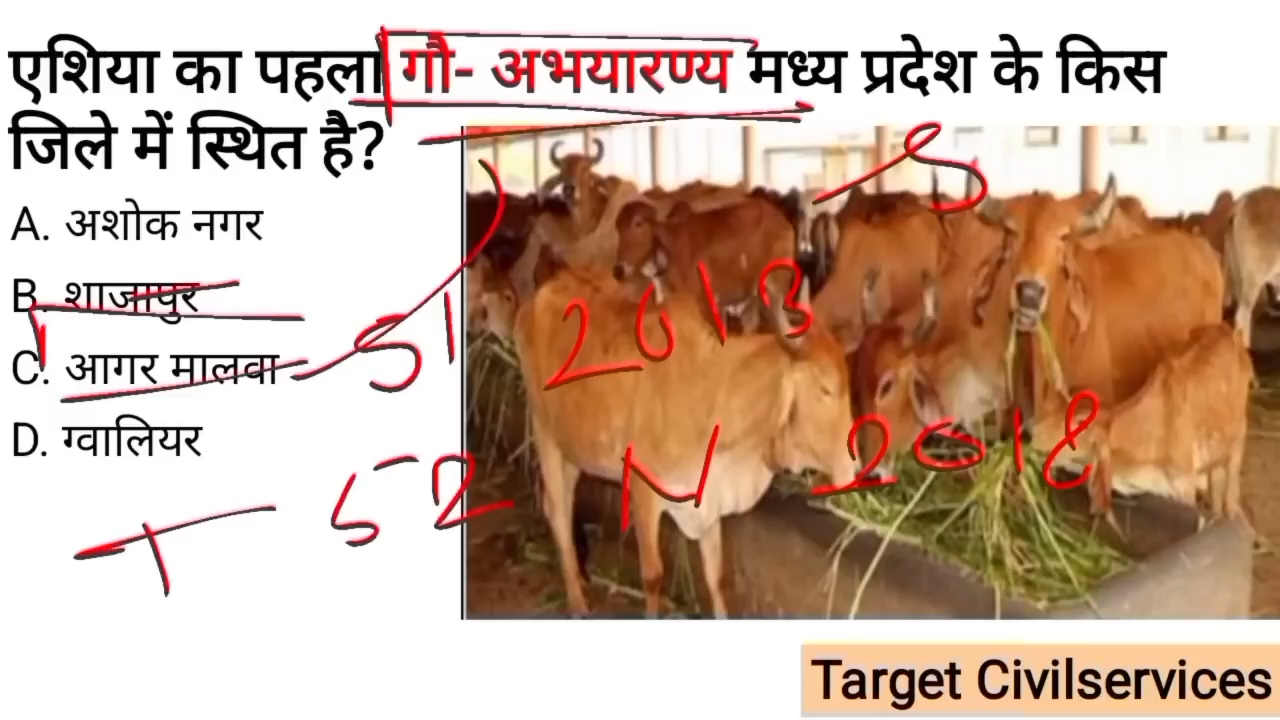 एशिया का पहला गौ- अभयारण्य मध्य प्रदेश के किस
जिले में स्थित है?
A. अशोक नगर
B. शाजापुर
C. आगर मालवा
D. ग्वालियर
51
2013
52
N 2018
Target Civilservices